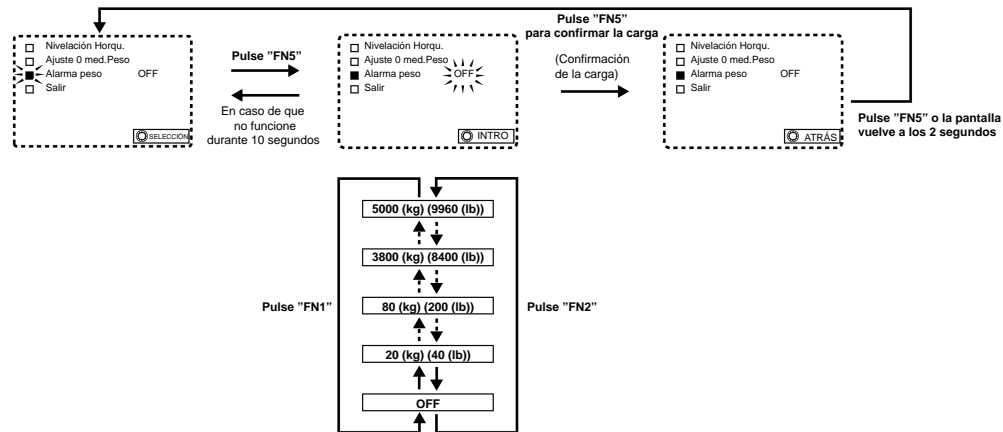 Pulse ”FN5”
para confirmar la carga
Nivelación Horqu.
Ajuste 0 med.Peso
Alarma peso OFF
Salir
SELECCIÓN
Pulse ”FN5”
En caso de que
no funcione
durante 10 segundos
Nivelación Horqu.
Ajuste 0 med.Peso
Alarma peso OFF
Salir
INTRO
(Confirmación
de la carga)
Nivelación Horqu.
Ajuste 0 med.Peso
Alarma peso OFF
Salir
ATRÁS
Pulse ”FN5” o la pantalla
vuelve a los 2 segundos
5000 (kg) (9960 (lb))
3800 (kg) (8400 (lb))
Pulse ”FN1”
80 (kg) (200 (lb))
Pulse ”FN2”
20 (kg) (40 (lb))
OFF